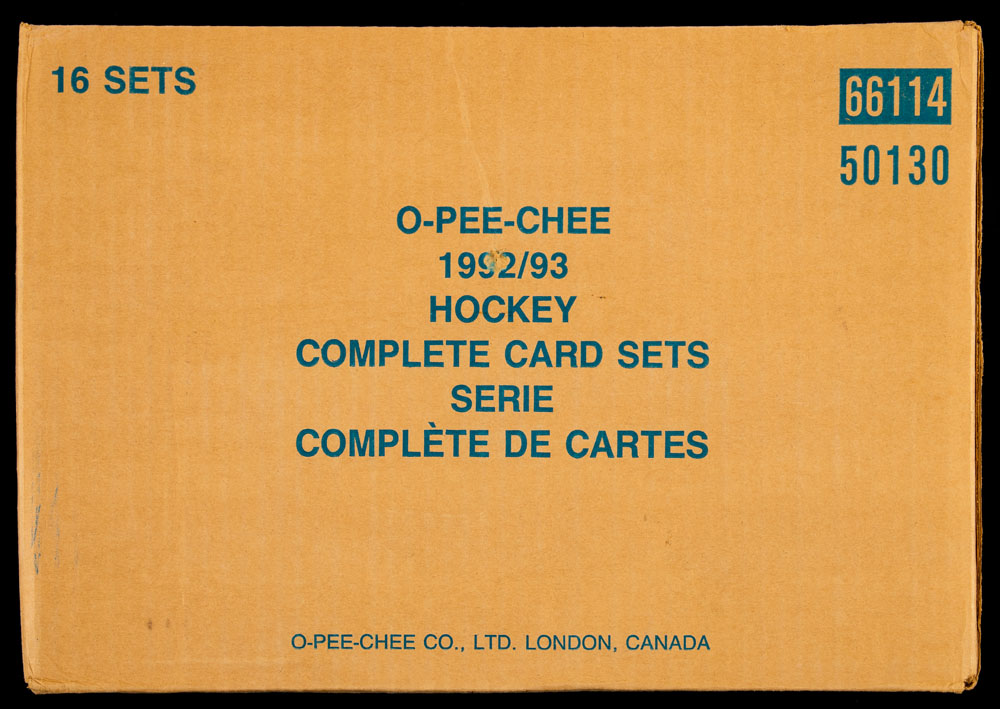 16 SETS
66114
50130
O-PEE-CHEE
1992/93
HOCKEY
COMPLETE CARD SETS
SERIE
COMPLÈTE DE CARTES
O-PEE-CHEE CO., LTD. LONDON, CANADA